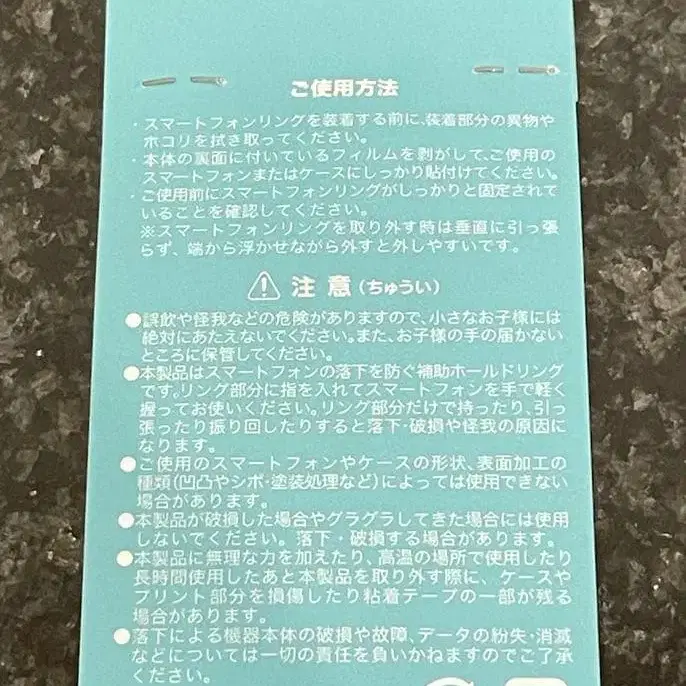 ご使用方法
・スマートフォンリングを装着する前に、装着部分の異物や
ホコリを拭き取ってください。
・本体の裏面に付いているフィルムを剥がして、ご使用の
スマートフォンまたはケースにしっかり貼付けてください。
・ご使用前にスマートフォンリングがしっかりと固定されて
いることを確認してください。
※スマートフォンリングを取り外す時は垂直に引っ張
らず、端から浮かせながら外すと外しやすいです。
注意(ちゅうい)
●誤飲や怪我などの危険がありますので、小さなお子様には
絶対にあたえないでください。また、お子様の手の届かない
ところに保管してください。
●本製品はスマートフォンの落下を防ぐ補助ホールドリング
です。リング部分に指を入れてスマートフォンを手で軽く
握ってお使いください。リング部分だけで持ったり、引っ
張ったり振り回したりすると落下・破損や怪我の原因に
なります。
●ご使用のスマートフォンやケースの形状、表面加工の
種類(凹凸やシボ・塗装処理など)によっては使用できない
場合があります。
●本製品が破損した場合やグラグラしてきた場合には使用
しないでください。落下・破損する場合があります。
●本製品に無理な力を加えたり、高温の場所で使用したり
長時間使用したあと本製品を取り外す際に、ケースや
プリント部分を損傷したり粘着テープの一部が残る
場合があります。
●落下による機器本体の破損や故障、データの紛失・消滅
などについては一切の責任を負いかねますのでご了承
ください。